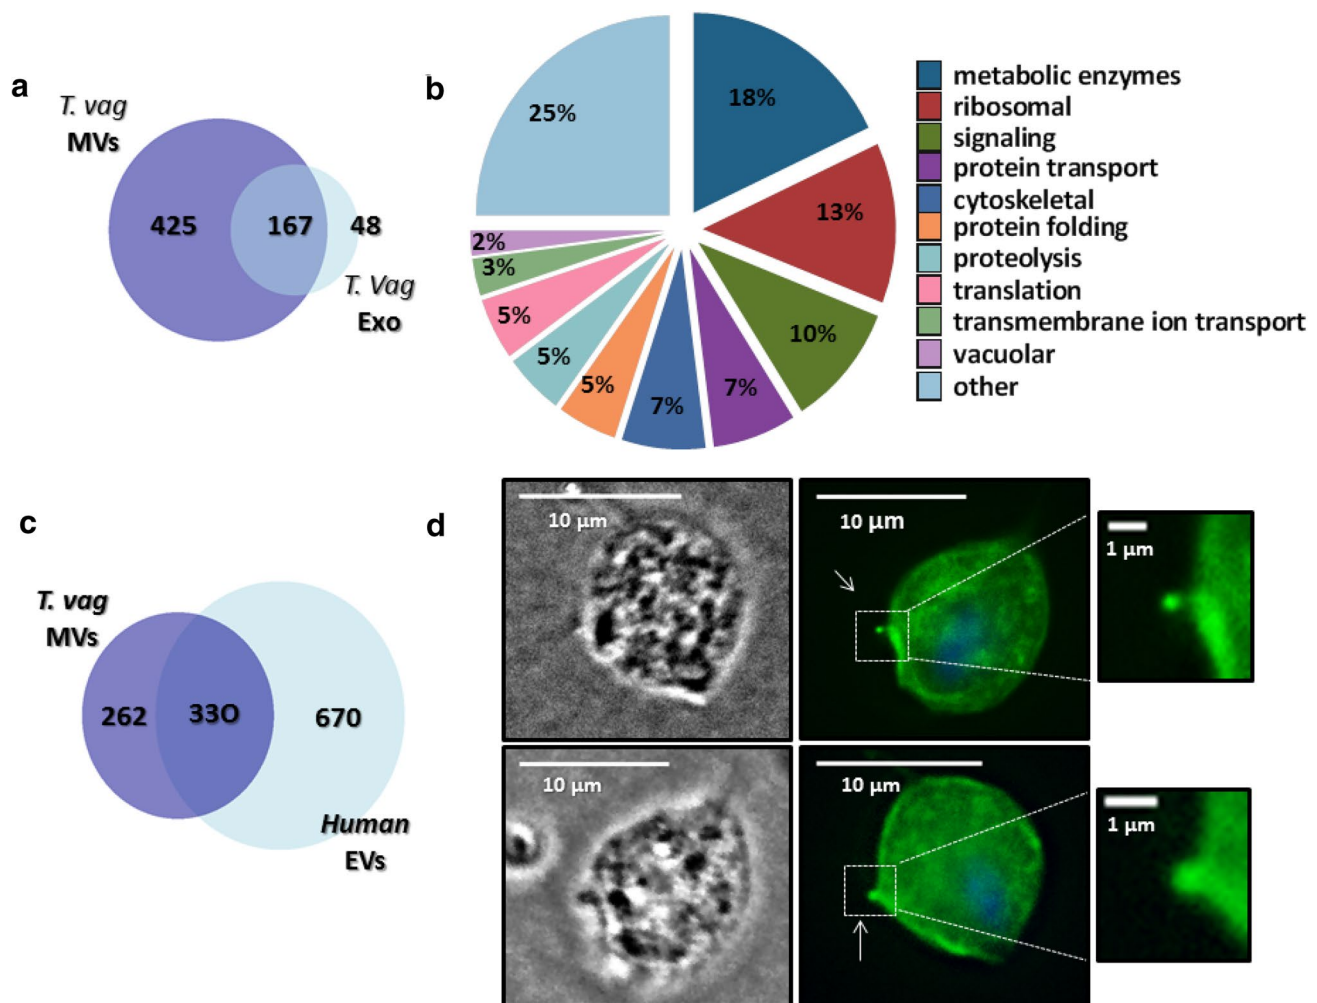 a
T. vag
MVs
425
167
48
T. Vag
Exo
b
25%
18%
13%
10%
7%
7%
5%
5%
5%
3%
2%
metabolic enzymes
ribosomal
signaling
protein transport
cytoskeletal
protein folding
proteolysis
translation
transmembrane ion transport
vacuolar
other
c
T. vag
MVs
262
330
670
Human
EVs
d
10 µm
10 µm
1 µm
10 µm
10 µm
1 µm